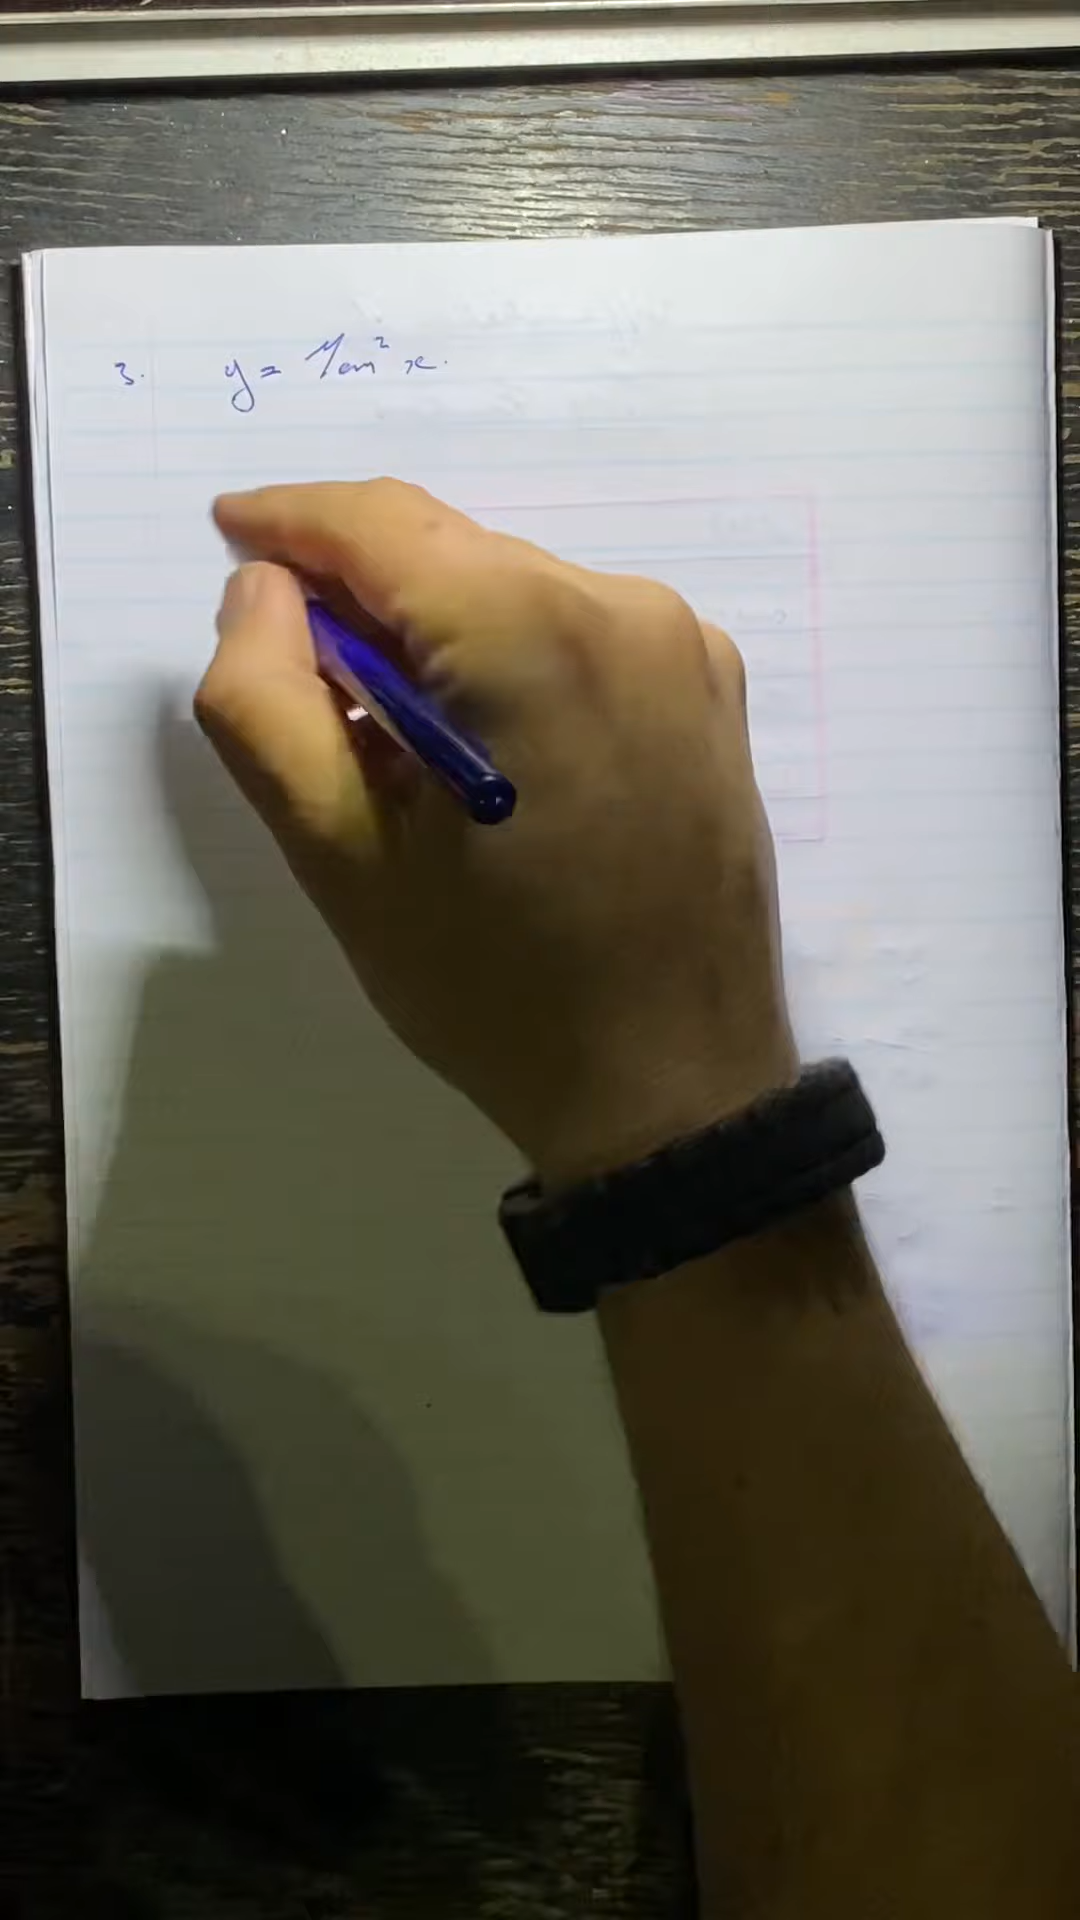 3. y = tan² x.